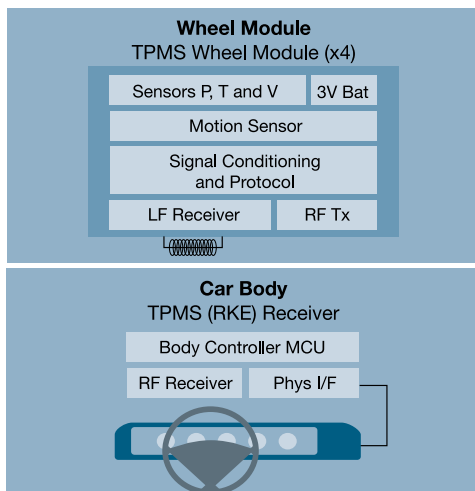 Wheel Module
TPMS Wheel Module (x4)
Sensors P, T and V
3V Bat
Motion Sensor
Signal Conditioning
and Protocol
LF Receiver
RF Tx
Car Body
TPMS (RKE) Receiver
Body Controller MCU
RF Receiver
Phys I/F